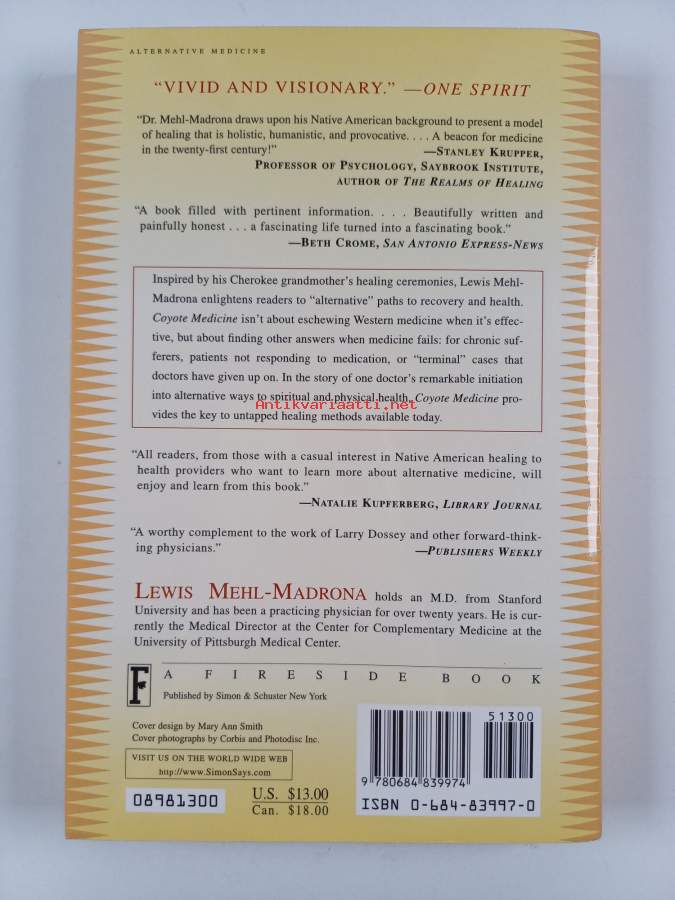 ALTERNATIVE MEDICINE
“VIVID AND VISIONARY.” —ONE SPIRIT
“Dr. Mehl-Madrona draws upon his Native American background to present a model
of healing that is holistic, humanistic, and provocative. . . . A beacon for medicine
in the twenty-first century!” —STANLEY KRUPPER,
PROFESSOR OF PSYCHOLOGY, SAYBROOK INSTITUTE,
AUTHOR OF THE REALMS OF HEALING
“A book filled with pertinent information. . . . Beautifully written and
painfully honest . . . a fascinating life turned into a fascinating book.”
—BETH CROME, SAN ANTONIO EXPRESS-NEWS
Inspired by his Cherokee grandmother’s healing ceremonies, Lewis Mehl-
Madrona enlightens readers to “alternative” paths to recovery and health.
Coyote Medicine isn’t about eschewing Western medicine when it’s effec-
tive, but about finding other answers when medicine fails: for chronic suf-
ferers, patients not responding to medication, or “terminal” cases that
doctors have given up on. In the story of one doctor’s remarkable initiation
into alternative ways to spiritual and physical health, Coyote Medicine pro-
Antikvariaatti.net
vides the key to untapped healing methods available today.
“All readers, from those with a casual interest in Native American healing to
health providers who want to learn more about alternative medicine, will
enjoy and learn from this book.”
—NATALIE KUPFERBERG, LIBRARY JOURNAL
“A worthy complement to the work of Larry Dossey and other forward-think-
ing physicians.” —PUBLISHERS WEEKLY
LEWIS MEHL-MADRONA holds an M.D. from Stanford
University and has been a practicing physician for over twenty years. He is cur-
rently the Medical Director at the Center for Complementary Medicine at the
University of Pittsburgh Medical Center.
F
A FIRESIDE BOOK
Published by Simon & Schuster New York
Cover design by Mary Ann Smith
Cover photographs by Corbis and Photodisc Inc.
VISIT US ON THE WORLD WIDE WEB
http://www.SimonSays.com
08981300
U.S. $13.00
Can. $18.00
51300
9 780684 839974
ISBN 0-684-83997-0